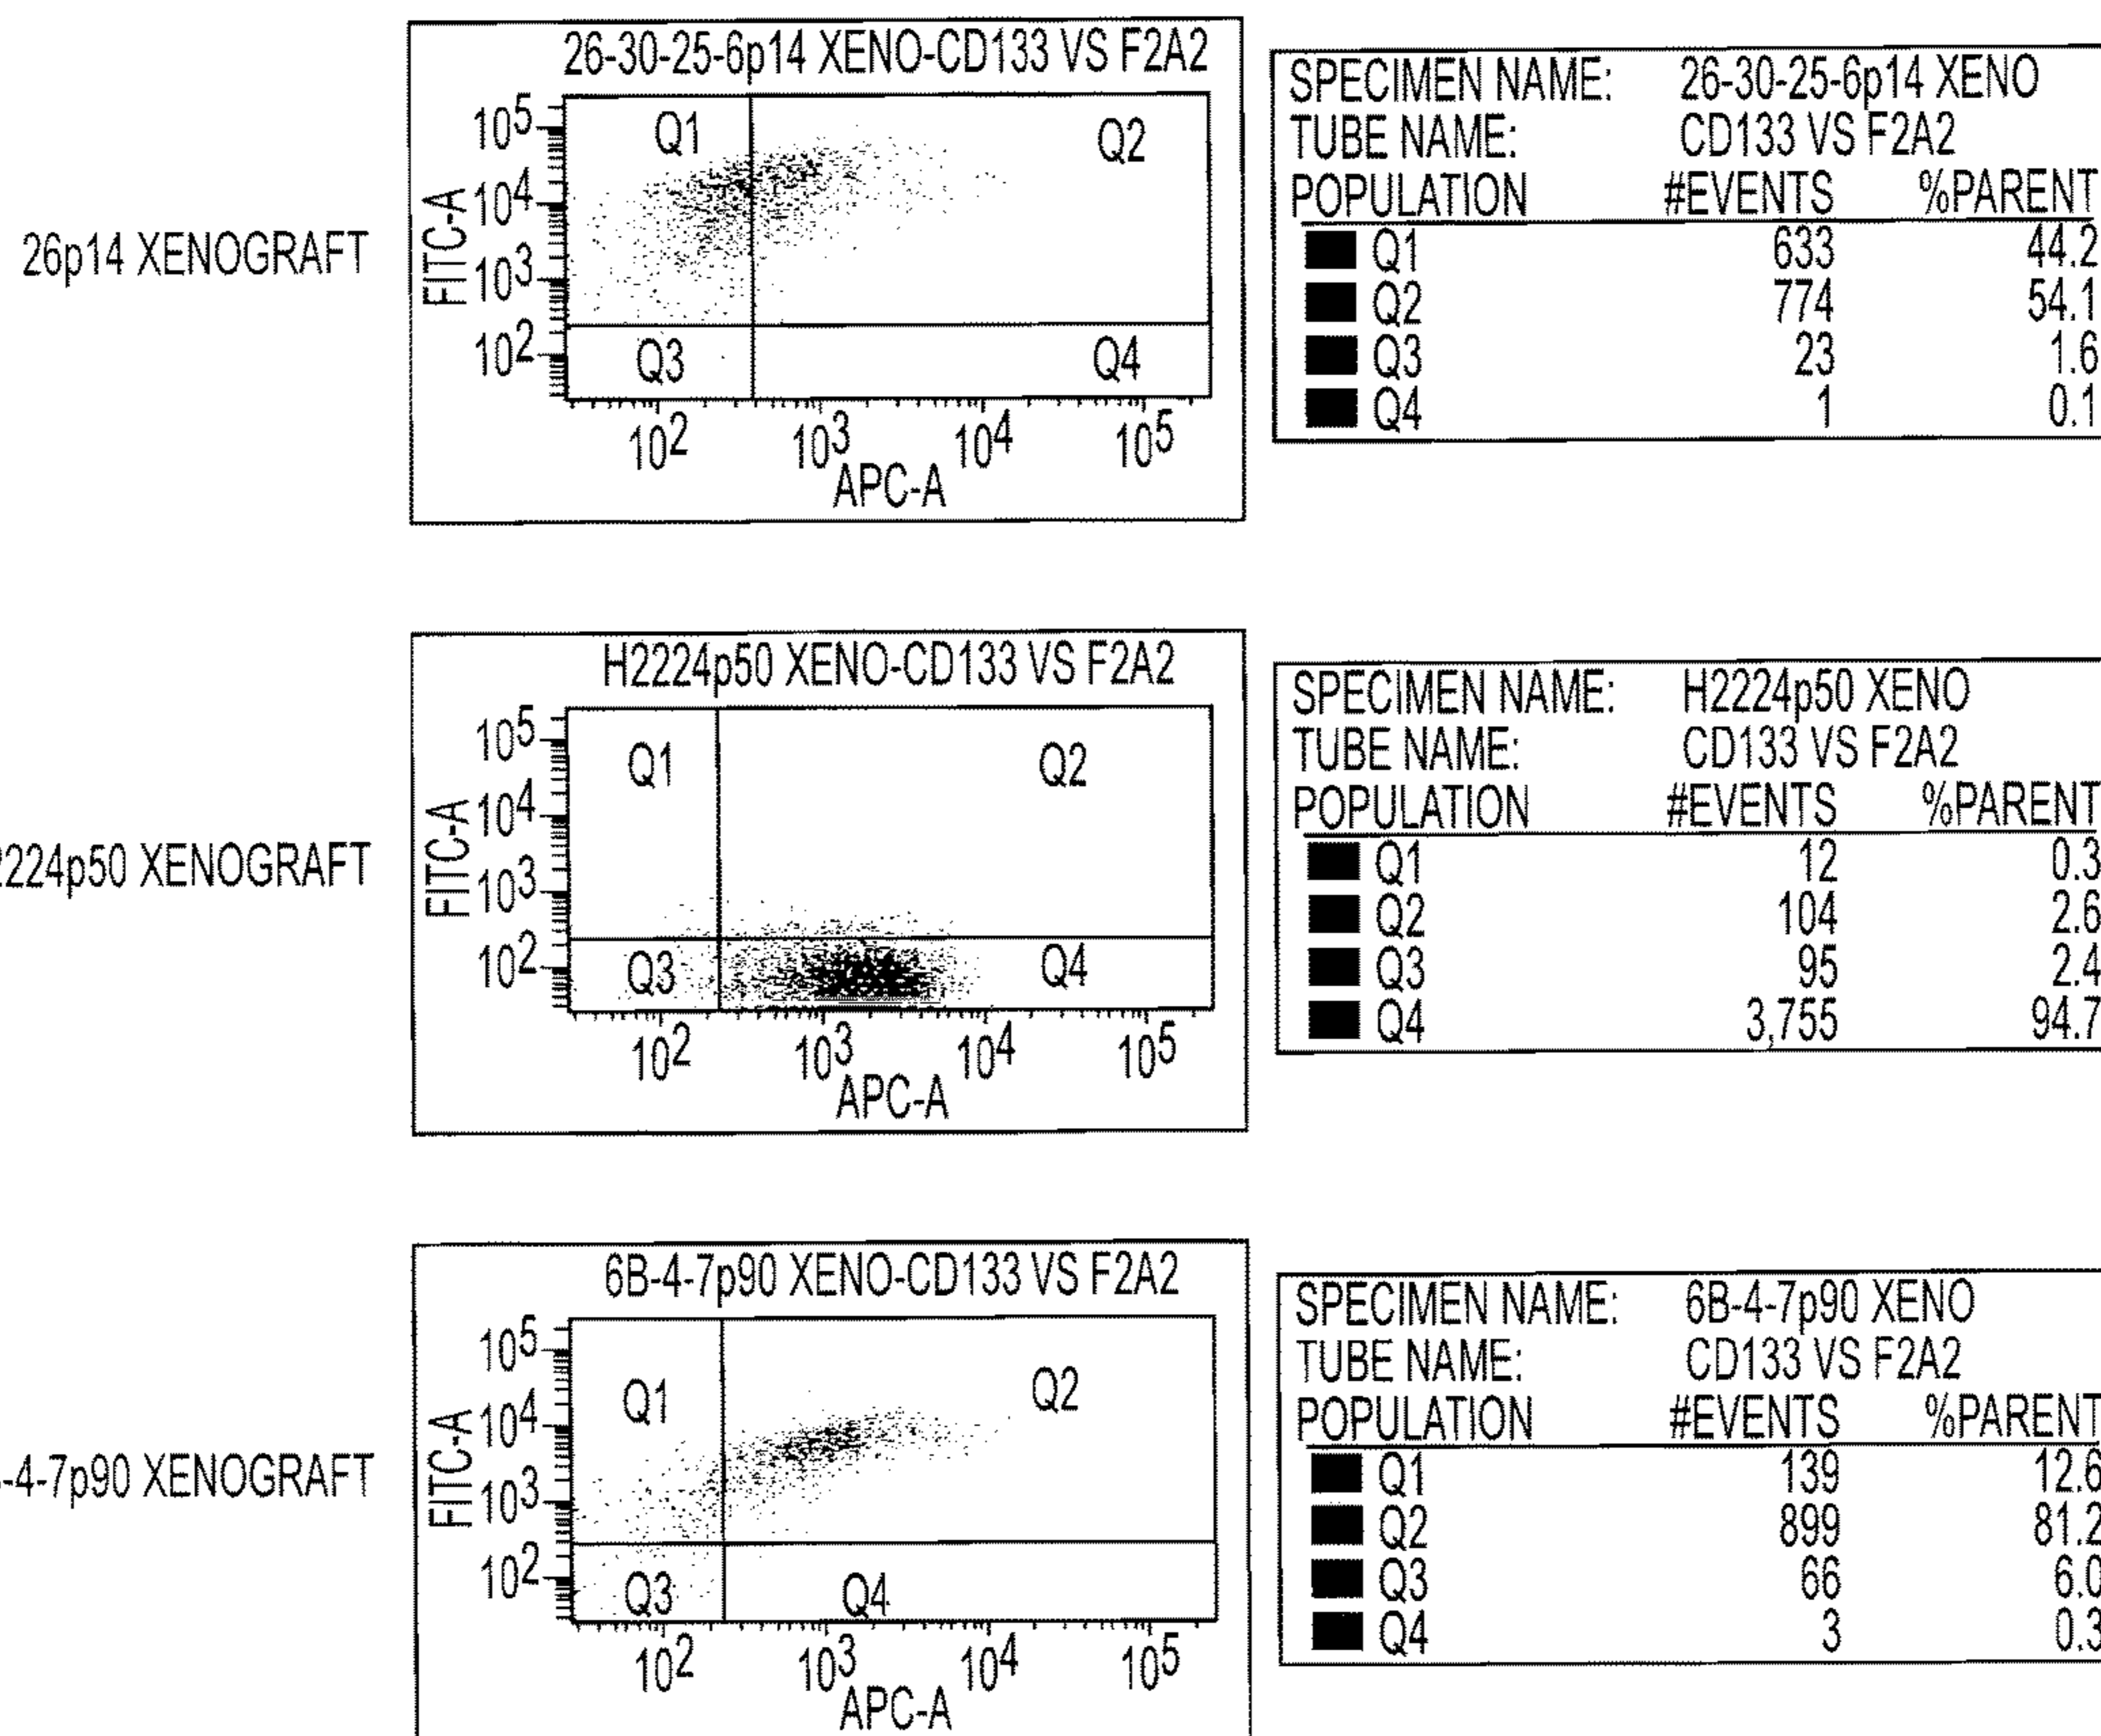 26p14 XENOGRAFT
26-30-25-6p14 XENO-CD133 VS F2A2
Q1
Q2
Q3
Q4
10^5
10^4
10^3
10^2
FITC-A
10^2 10^3 10^4 10^5
APC-A
SPECIMEN NAME: 26-30-25-6p14 XENO
TUBE NAME: CD133 VS F2A2
POPULATION #EVENTS %PARENT
Q1 633 44.2
Q2 774 54.1
Q3 23 1.6
Q4 1 0.1
2224p50 XENOGRAFT
H2224p50 XENO-CD133 VS F2A2
Q1
Q2
Q3
Q4
10^5
10^4
10^3
10^2
FITC-A
10^2 10^3 10^4 10^5
APC-A
SPECIMEN NAME: H2224p50 XENO
TUBE NAME: CD133 VS F2A2
POPULATION #EVENTS %PARENT
Q1 12 0.3
Q2 104 2.6
Q3 95 2.4
Q4 3,755 94.7
-4-7p90 XENOGRAFT
6B-4-7p90 XENO-CD133 VS F2A2
Q1
Q2
Q3
Q4
10^5
10^4
10^3
10^2
FITC-A
10^2 10^3 10^4 10^5
APC-A
SPECIMEN NAME: 6B-4-7p90 XENO
TUBE NAME: CD133 VS F2A2
POPULATION #EVENTS %PARENT
Q1 139 12.6
Q2 899 81.2
Q3 66 6.0
Q4 3 0.3